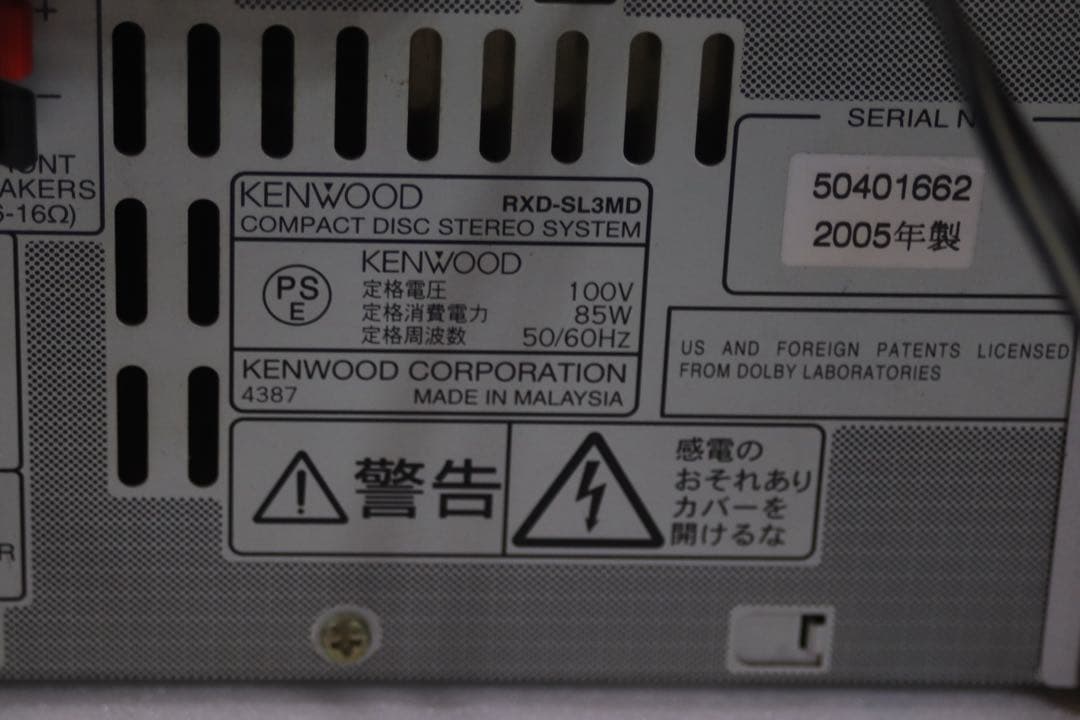 +
−
AKERS
-16Ω)
SERIAL
50401662
2005年製
KENWOOD RXD-SL3MD
COMPACT DISC STEREO SYSTEM
PS
E
KENWOOD
定格電圧 100V
定格消費電力 85W
定格周波数 50/60HZ
KENWOOD CORPORATION
4387 MADE IN MALAYSIA
US AND FOREIGN PATENTS LICENSED
FROM DOLBY LABORATORIES
警告
感電の
おそれあり
カバーを
開けるな
R